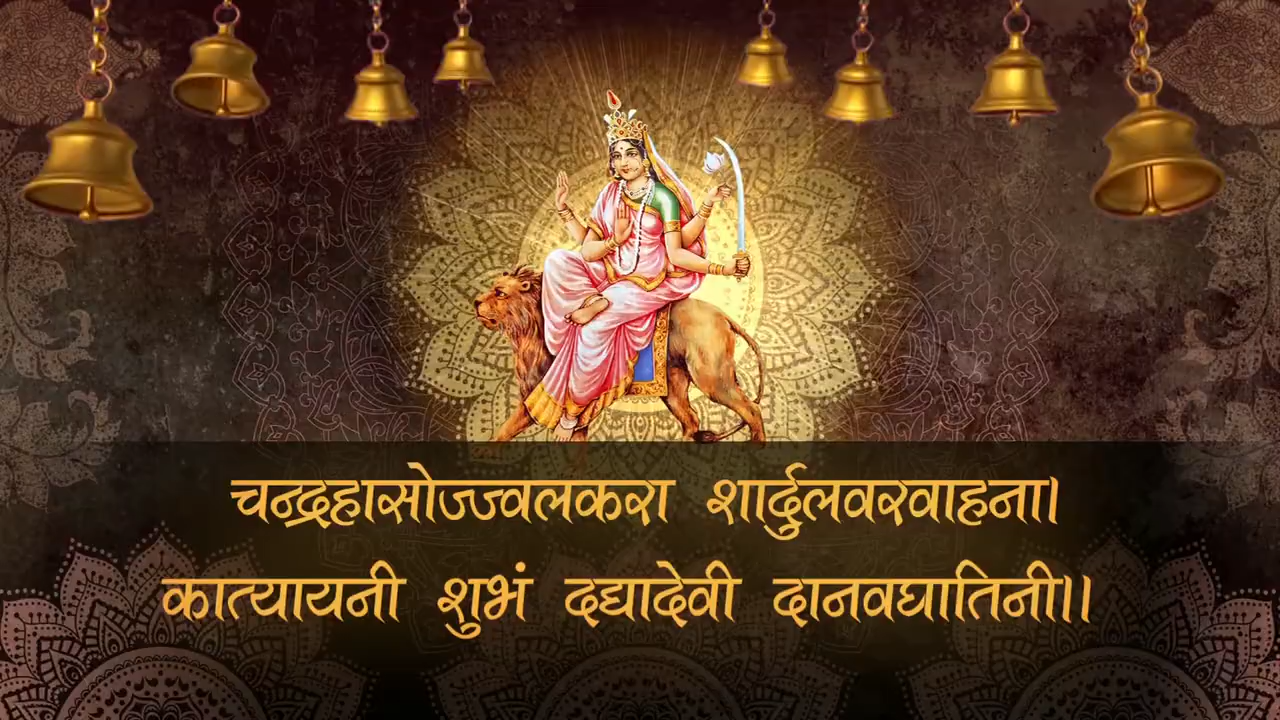 चन्द्रहासोज्ज्वलकरा शार्दुलवरवाहना।
कात्यायनी शुभं दद्यादेवी दानवघातिनी।।